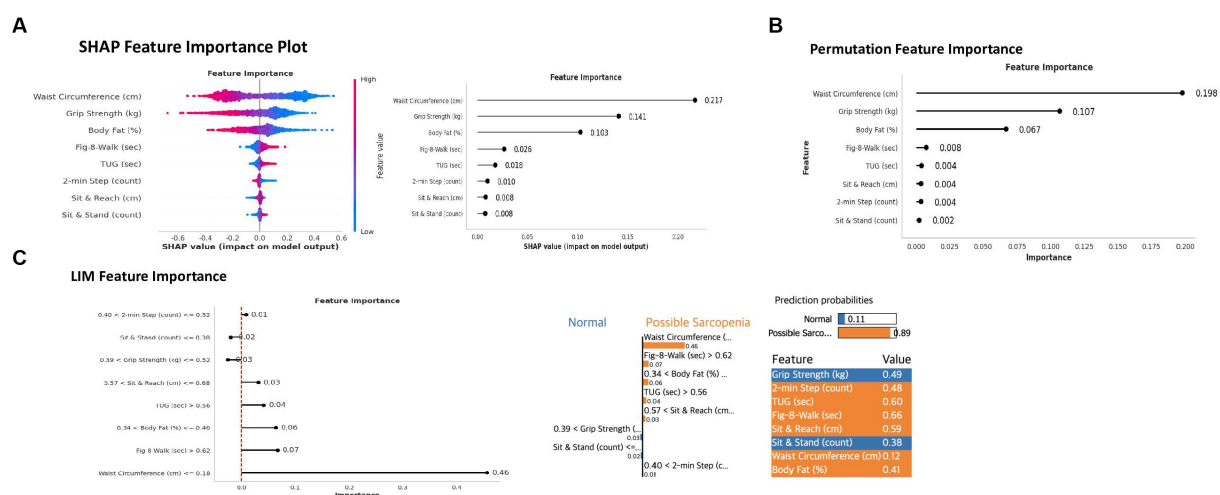 A
SHAP Feature Importance Plot
Feature Importance
Waist Circumference (cm)
Grip Strength (kg)
Body Fat (%)
Fig-8-Walk (sec)
TUG (sec)
2-min Step (count)
Sit & Reach (cm)
Sit & Stand (count)
-0.6 -0.4 -0.2 0.0 0.2 0.4 0.6
SHAP value (impact on model output)
High
Feature value
Low
Feature Importance
Waist Circumference (cm) 0.217
Grip Strength (kg) 0.141
Body Fat (%) 0.103
Fig-8-Walk (sec) 0.026
TUG (sec) 0.018
2-min Step (count) 0.010
Sit & Reach (cm) 0.008
Sit & Stand (count) 0.008
0.00 0.05 0.10 0.15 0.20
SHAP value (impact on model output)
B
Permutation Feature Importance
Feature Importance
Feature
Waist Circumference (cm) 0.198
Grip Strength (kg) 0.107
Body Fat (%) 0.067
Fig-8-Walk (sec) 0.008
TUG (sec) 0.004
Sit & Reach (cm) 0.004
2-min Step (count) 0.004
Sit & Stand (count) 0.002
0.000 0.025 0.050 0.075 0.100 0.125 0.150 0.175 0.200
Importance
C
LIM Feature Importance
Feature Importance
0.40 < 2-min Step (count) <= 0.52 0.01
Sit & Stand (count) <= 0.38 0.02
0.39 < Grip Strength (kg) <= 0.52 0.03
0.57 < Sit & Reach (cm) <= 0.68 0.03
TUG (sec) > 0.56 0.04
0.34 < Body Fat (%) <= 0.46 0.06
Fig 8 Walk (sec) > 0.62 0.07
Waist Circumference (cm) <= 0.18 0.46
0.0 0.1 0.2 0.3 0.4
Importance
Normal Possible Sarcopenia
Waist Circumference (...
0.46
Fig-8-Walk (sec) > 0.62
0.07
0.34 < Body Fat (%) ...
0.06
TUG (sec) > 0.56
0.04
0.57 < Sit & Reach (cm...
0.03
0.39 < Grip Strength (...
0.03
Sit & Stand (count) <=...
0.02
0.40 < 2-min Step (c...
0.01
Prediction probabilities
Normal 0.11
Possible Sarco... 0.89
Feature Value
Grip Strength (kg) 0.49
2-min Step (count) 0.48
TUG (sec) 0.60
Fig-8-Walk (sec) 0.66
Sit & Reach (cm) 0.59
Sit & Stand (count) 0.38
Waist Circumference (cm) 0.12
Body Fat (%) 0.41